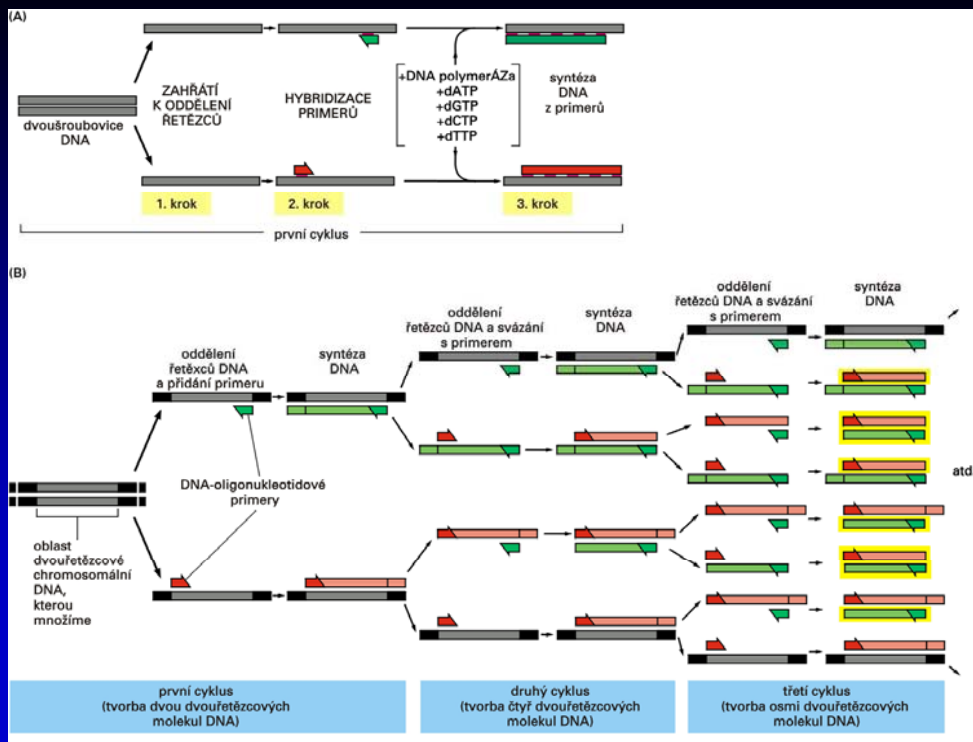 (A)
ZAHŘÁTÍ
K ODDĚLENÍ
ŘETĚZCŮ
HYBRIDIZACE
PRIMERŮ
+DNA polymerÁZa
+dATP
+dGTP
+dCTP
+dTTP
syntéza
DNA
z primerů
dvoušroubovice
DNA
1. krok
2. krok
3. krok
první cyklus
(B)
oddělení
řetěxců DNA
a přidání primeru
syntéza
DNA
oddělení
řetězců DNA a svázání
s primerem
syntéza
DNA
oddělení
řetězců DNA a svázání
s primerem
syntéza
DNA
DNA-oligonukleotidové
primery
oblast
dvouřetězcové
chromosomální
DNA,
kterou
množíme
atd
první cyklus
(tvorba dvou dvouřetězcových
molekul DNA)
druhý cyklus
(tvorba čtyř dvouřetězcových
molekul DNA)
třetí cyklus
(tvorba osmi dvouřetězcových
molekul DNA)